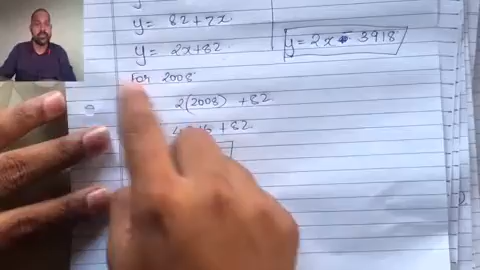 y = 82 + 2x
y = 2x + 82
y = 2x - 3918
For 2008
2(2008) + 82
+ 82